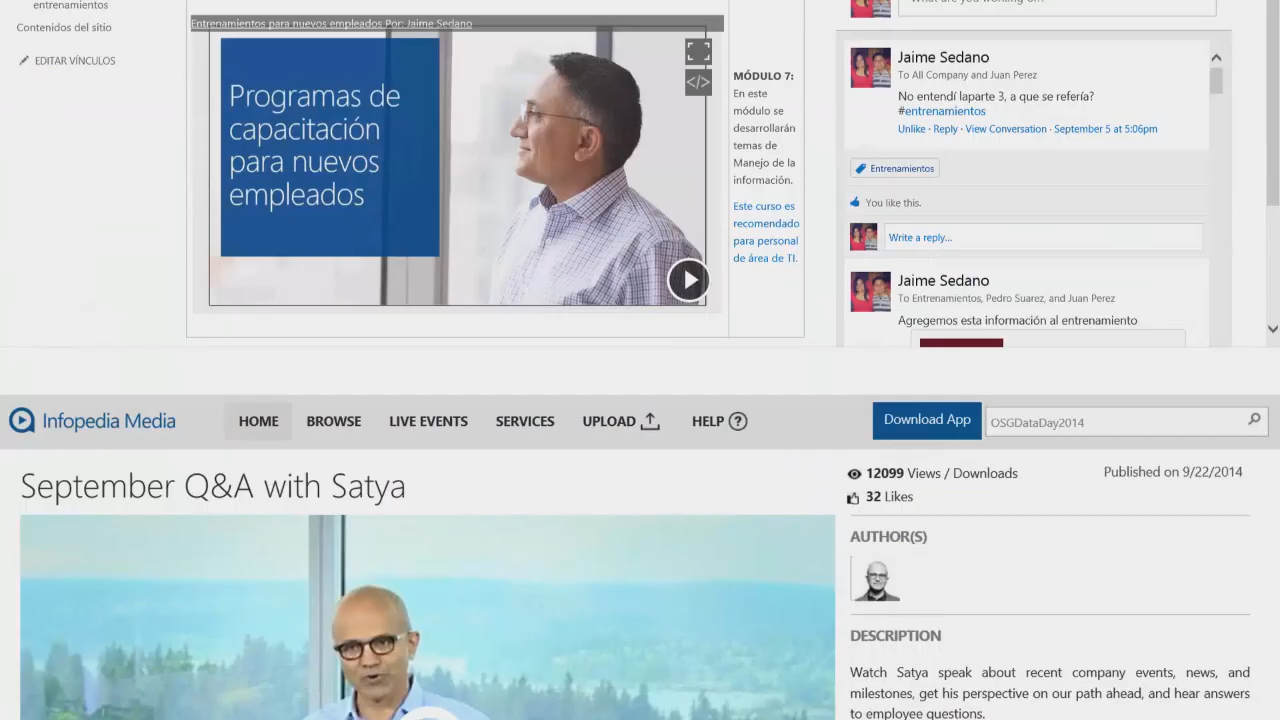 entrenamientos
Contenidos del sitio
EDITAR VÍNCULOS
Entrenamientos para nuevos empleados Por: Jaime Sedano
Programas de
capacitación
para nuevos
empleados
</>
MÓDULO 7:
En este
módulo se
desarrollarán
temas de
Manejo de la
información.
Este curso es
recomendado
para personal
de área de TI.
What are you working on?
Jaime Sedano
To All Company and Juan Perez
No entendí laparte 3, a que se refería?
#entrenamientos
Unlike · Reply · View Conversation · September 5 at 5:06pm
Entrenamientos
You like this.
Write a reply...
Jaime Sedano
To Entrenamientos, Pedro Suarez, and Juan Perez
Agregemos esta información al entrenamiento
Infopedia Media HOME BROWSE LIVE EVENTS SERVICES UPLOAD HELP ? Download App OSGDataDay2014
September Q&A with Satya
12099 Views / Downloads Published on 9/22/2014
32 Likes
AUTHOR(S)
DESCRIPTION
Watch Satya speak about recent company events, news, and
milestones, get his perspective on our path ahead, and hear answers
to employee questions.